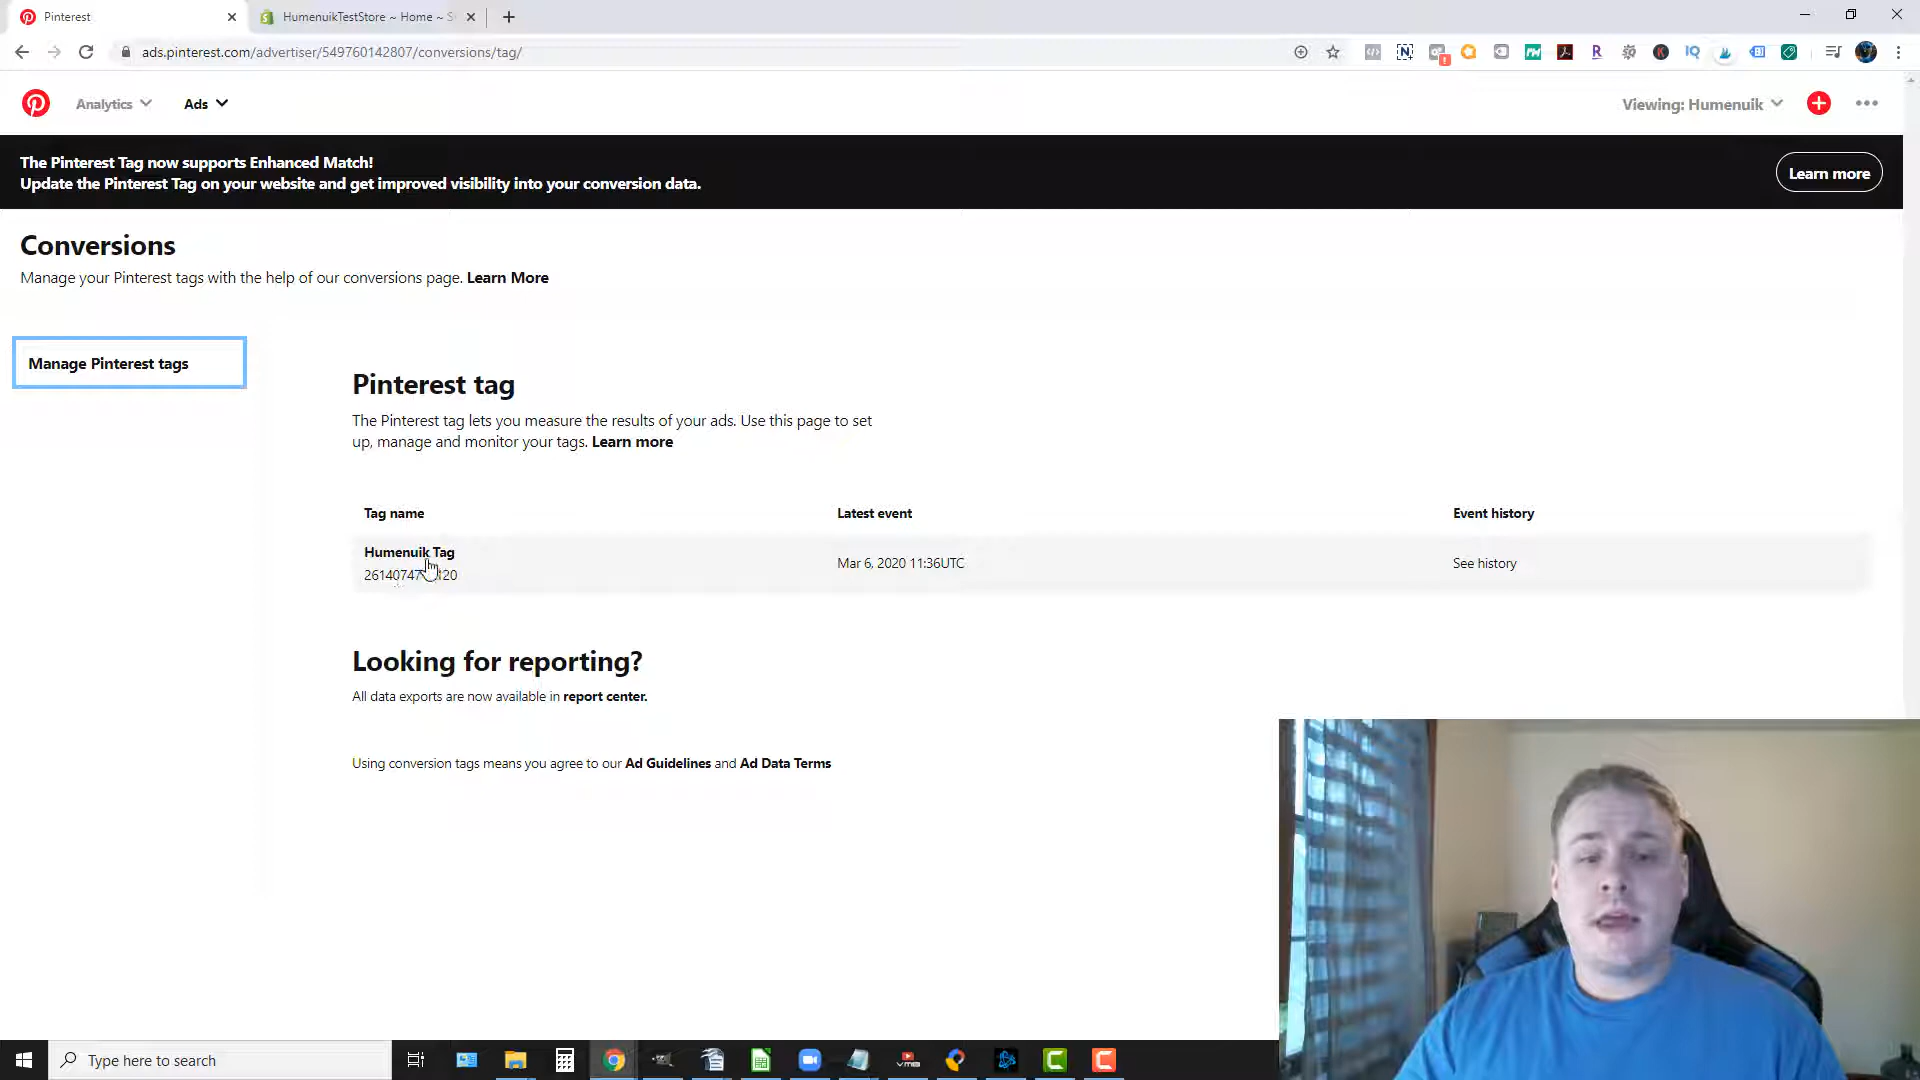 Pinterest
HumenuikTestStore ~ Home ~ S
ads.pinterest.com/advertiser/549760142807/conversions/tag/
Analytics
Ads
Viewing: Humenuik
The Pinterest Tag now supports Enhanced Match!
Update the Pinterest Tag on your website and get improved visibility into your conversion data.
Learn more
Conversions
Manage your Pinterest tags with the help of our conversions page. Learn More
Manage Pinterest tags
Pinterest tag
The Pinterest tag lets you measure the results of your ads. Use this page to set
up, manage and monitor your tags. Learn more
Tag name
Latest event
Event history
Humenuik Tag
Mar 6, 2020 11:36UTC
See history
Looking for reporting?
All data exports are now available in report center.
Using conversion tags means you agree to our Ad Guidelines and Ad Data Terms
Type here to search